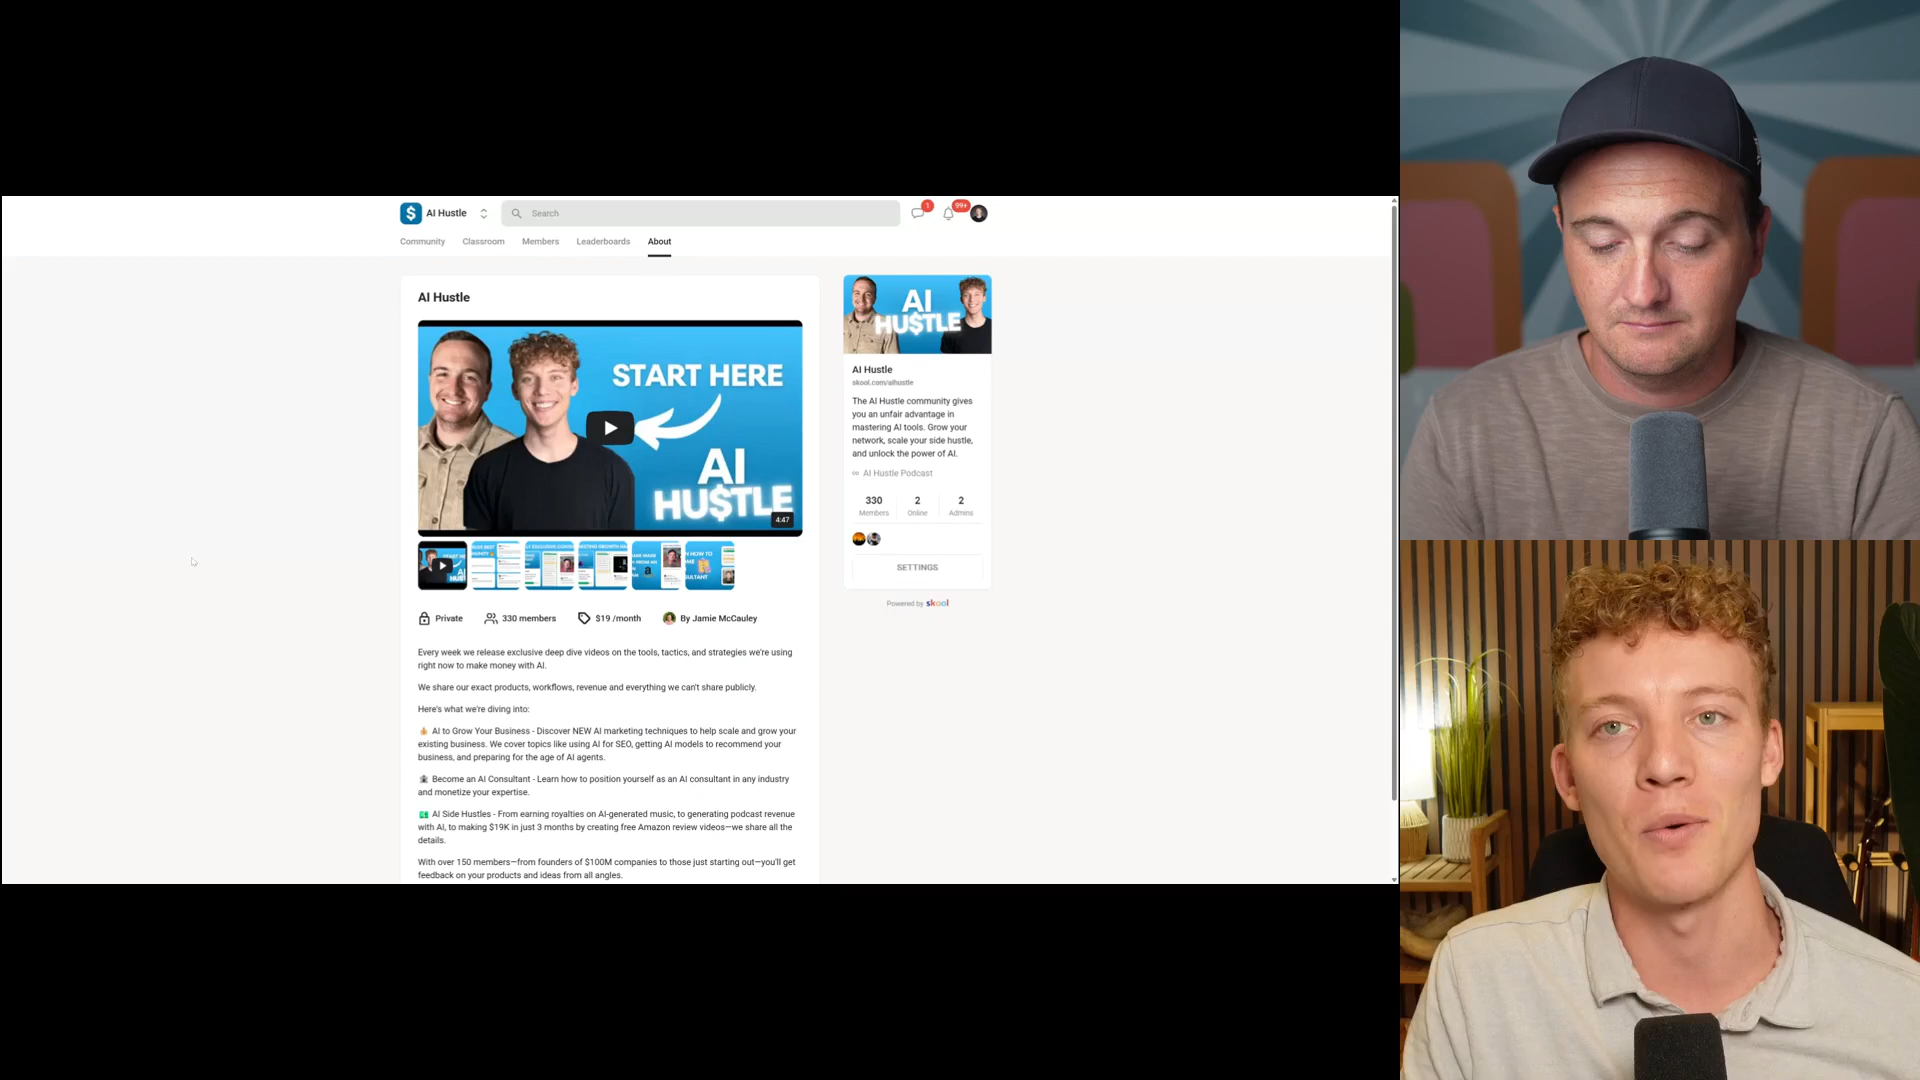 AI Hustle
Search
1
99+
Community
Classroom
Members
Leaderboards
About
AI Hustle
START HERE
AI
HU$TLE
4:47
Private
330 members
$19 /month
By Jamie McCauley
Every week we release exclusive deep dive videos on the tools, tactics, and strategies we're using
right now to make money with AI.
We share our exact products, workflows, revenue and everything we can't share publicly.
Here's what we're diving into:
AI to Grow Your Business - Discover NEW AI marketing techniques to help scale and grow your
existing business. We cover topics like using AI for SEO, getting AI models to recommend your
business, and preparing for the age of AI agents.
Become an AI Consultant - Learn how to position yourself as an AI consultant in any industry
and monetize your expertise.
AI Side Hustles - From earning royalties on AI-generated music, to generating podcast revenue
with AI, to making $19K in just 3 months by creating free Amazon review videos—we share all the
details.
With over 150 members—from founders of $100M companies to those just starting out—you'll get
feedback on your products and ideas from all angles.
AI
HU$TLE
AI Hustle
skool.com/aihustle
The AI Hustle community gives
you an unfair advantage in
mastering AI tools. Grow your
network, scale your side hustle,
and unlock the power of AI.
AI Hustle Podcast
330
Members
2
Online
2
Admins
SETTINGS
Powered by skool